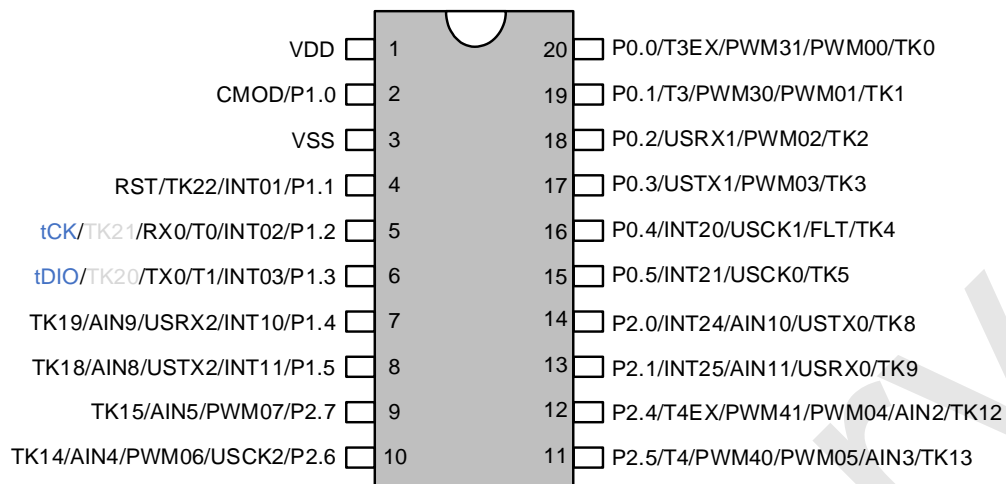 VDD 1 20 P0.0/T3EX/PWM31/PWM00/TK0
CMOD/P1.0 2 19 P0.1/T3/PWM30/PWM01/TK1
VSS 3 18 P0.2/USRX1/PWM02/TK2
RST/TK22/INT01/P1.1 4 17 P0.3/USTX1/PWM03/TK3
tCK/TK21/RX0/T0/INT02/P1.2 5 16 P0.4/INT20/USCK1/FLT/TK4
tDIO/TK20/TX0/T1/INT03/P1.3 6 15 P0.5/INT21/USCK0/TK5
TK19/AIN9/USRX2/INT10/P1.4 7 14 P2.0/INT24/AIN10/USTX0/TK8
TK18/AIN8/USTX2/INT11/P1.5 8 13 P2.1/INT25/AIN11/USRX0/TK9
TK15/AIN5/PWM07/P2.7 9 12 P2.4/T4EX/PWM41/PWM04/AIN2/TK12
TK14/AIN4/PWM06/USCK2/P2.6 10 11 P2.5/T4/PWM40/PWM05/AIN3/TK13